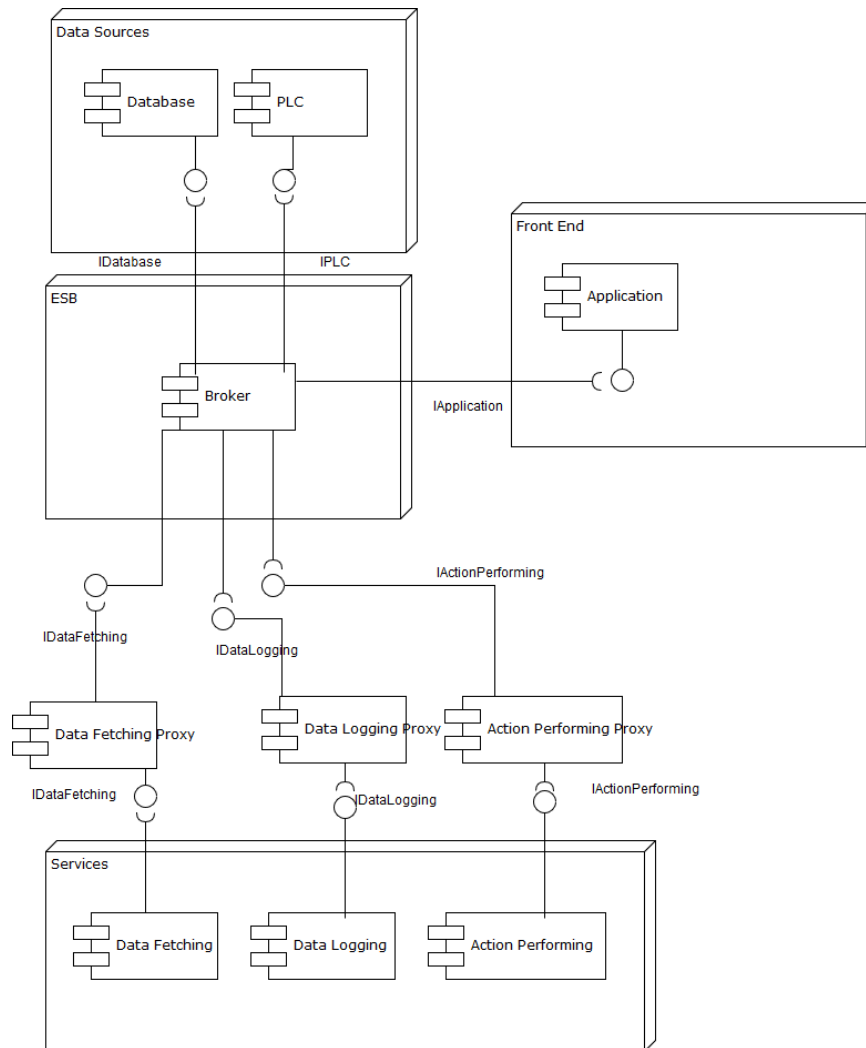 Data Sources
Database
PLC
IDatabase
IPLC
Front End
Application
ESB
Broker
IApplication
IActionPerforming
IDataFetching
IDataLogging
Data Fetching Proxy
Data Logging Proxy
Action Performing Proxy
IDataFetching
IDataLogging
IActionPerforming
Services
Data Fetching
Data Logging
Action Performing